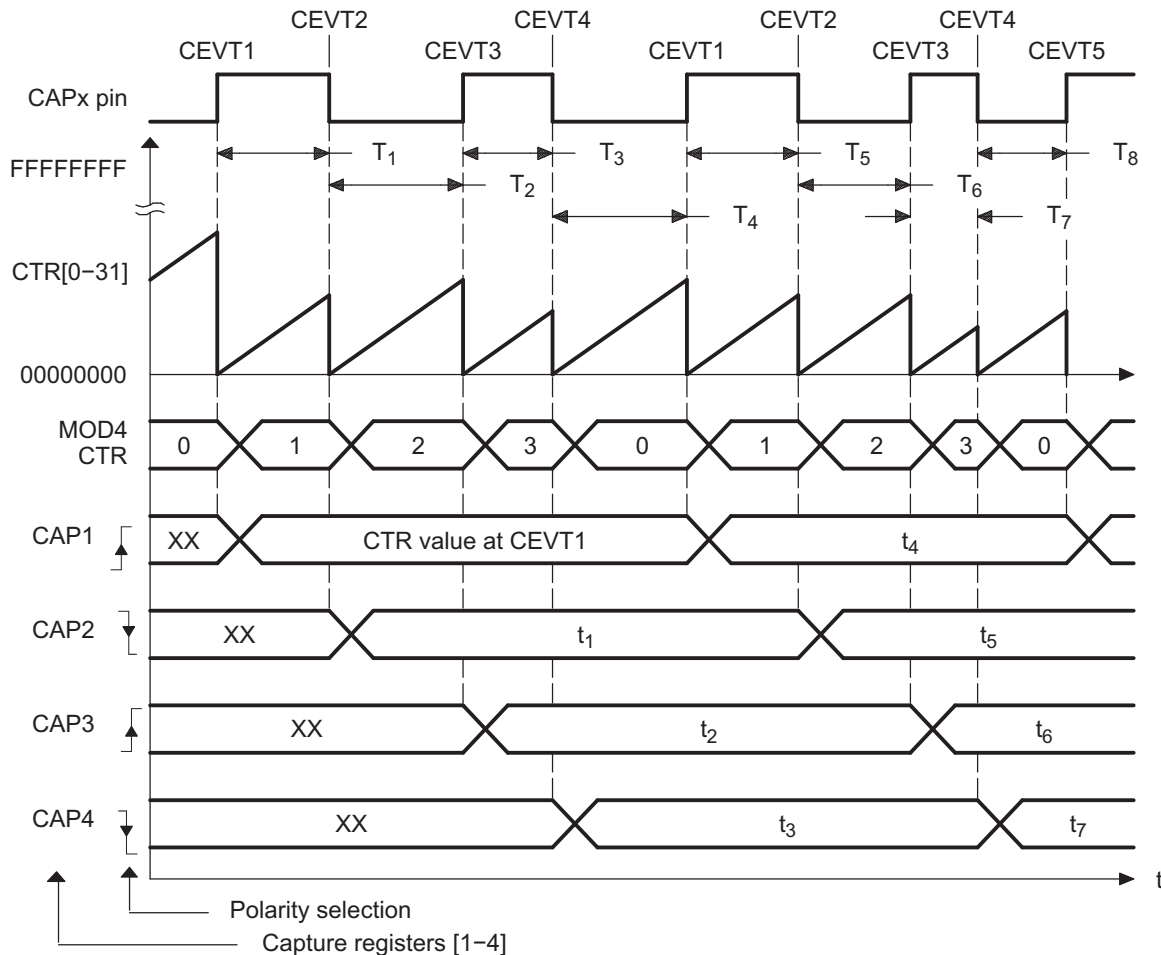 CEVT2 CEVT4 CEVT2 CEVT4
CEVT1 CEVT3 CEVT1 CEVT3 CEVT5
CAPx pin
T1 T3 T5 T8
FFFFFFFF
T2 T6
T4 T7
CTR[0−31]
00000000
MOD4
CTR
0 1 2 3 0 1 2 3 0
CAP1 XX CTR value at CEVT1 t4
CAP2 XX t1 t5
CAP3 XX t2 t6
CAP4 XX t3 t7
t
Polarity selection
Capture registers [1−4]